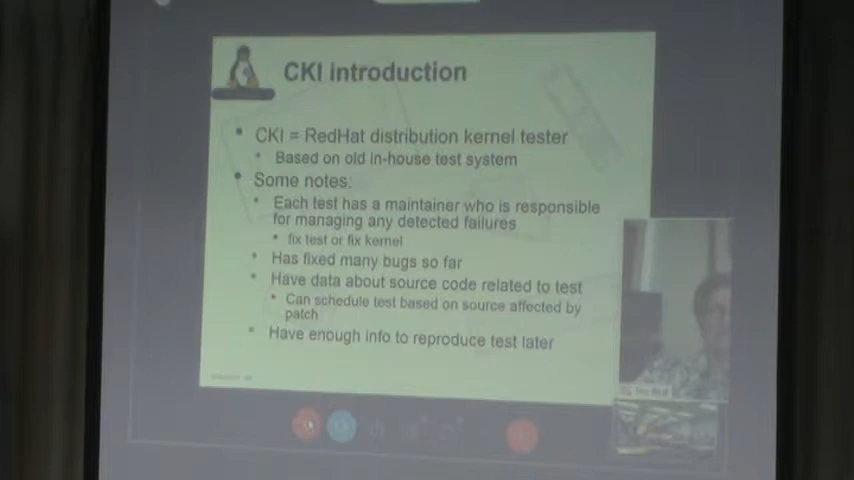 CKI introduction
• CKI = RedHat distribution kernel tester
• Based on old in-house test system
• Some notes:
• Each test has a maintainer who is responsible
for managing any detected failures
• fix test or fix kernel
• Has fixed many bugs so far
• Have data about source code related to test
• Can schedule test based on source affected by
patch
• Have enough info to reproduce test later